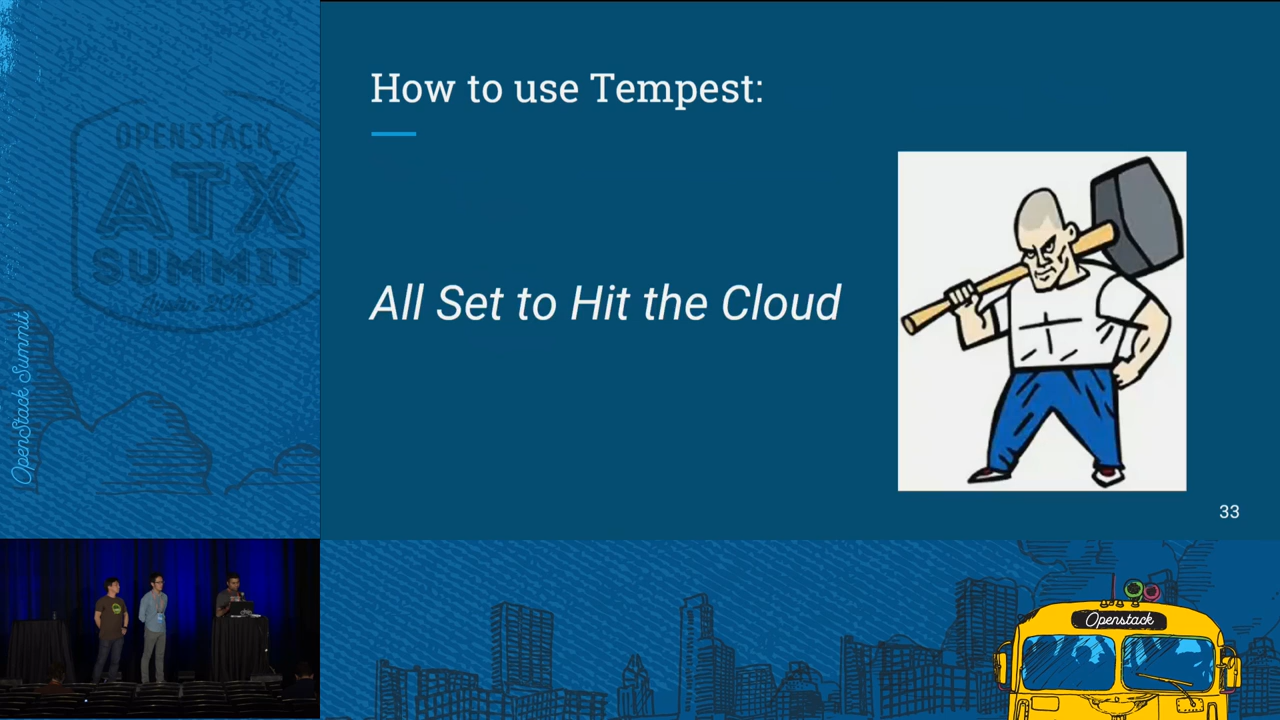 How to use Tempest:
All Set to Hit the Cloud
33
OPENSTACK
ATX
SUMMIT
OpenStack Summit
Openstack